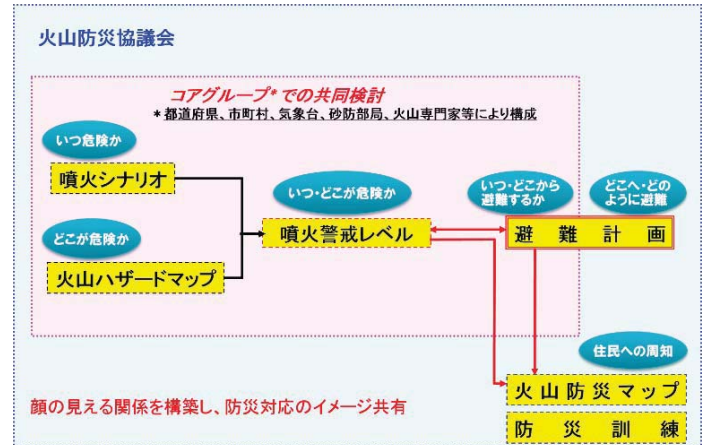 火山防災協議会
コアグループ*での共同検討
*都道府県、市町村、気象台、砂防部局、火山専門家等により構成
いつ危険か
噴火シナリオ
どこが危険か
火山ハザードマップ
いつ・どこが危険か
噴火警戒レベル
いつ・どこから
避難するか
どこへ・どの
ように避難
避難計画
住民への周知
火山防災マップ
防災訓練
顔の見える関係を構築し、防災対応のイメージ共有